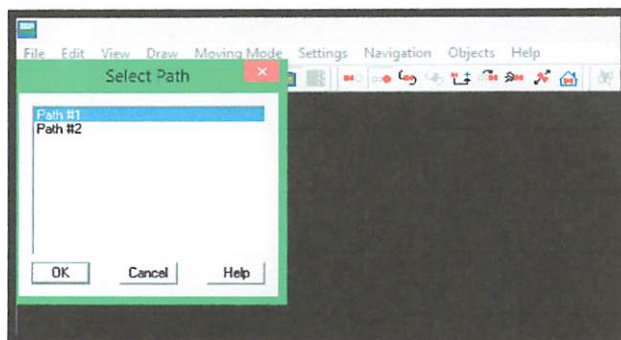 File Edit View Draw Moving Mode Settings Navigation Objects Help
Select Path
Path #1
Path #2
OK Cancel Help